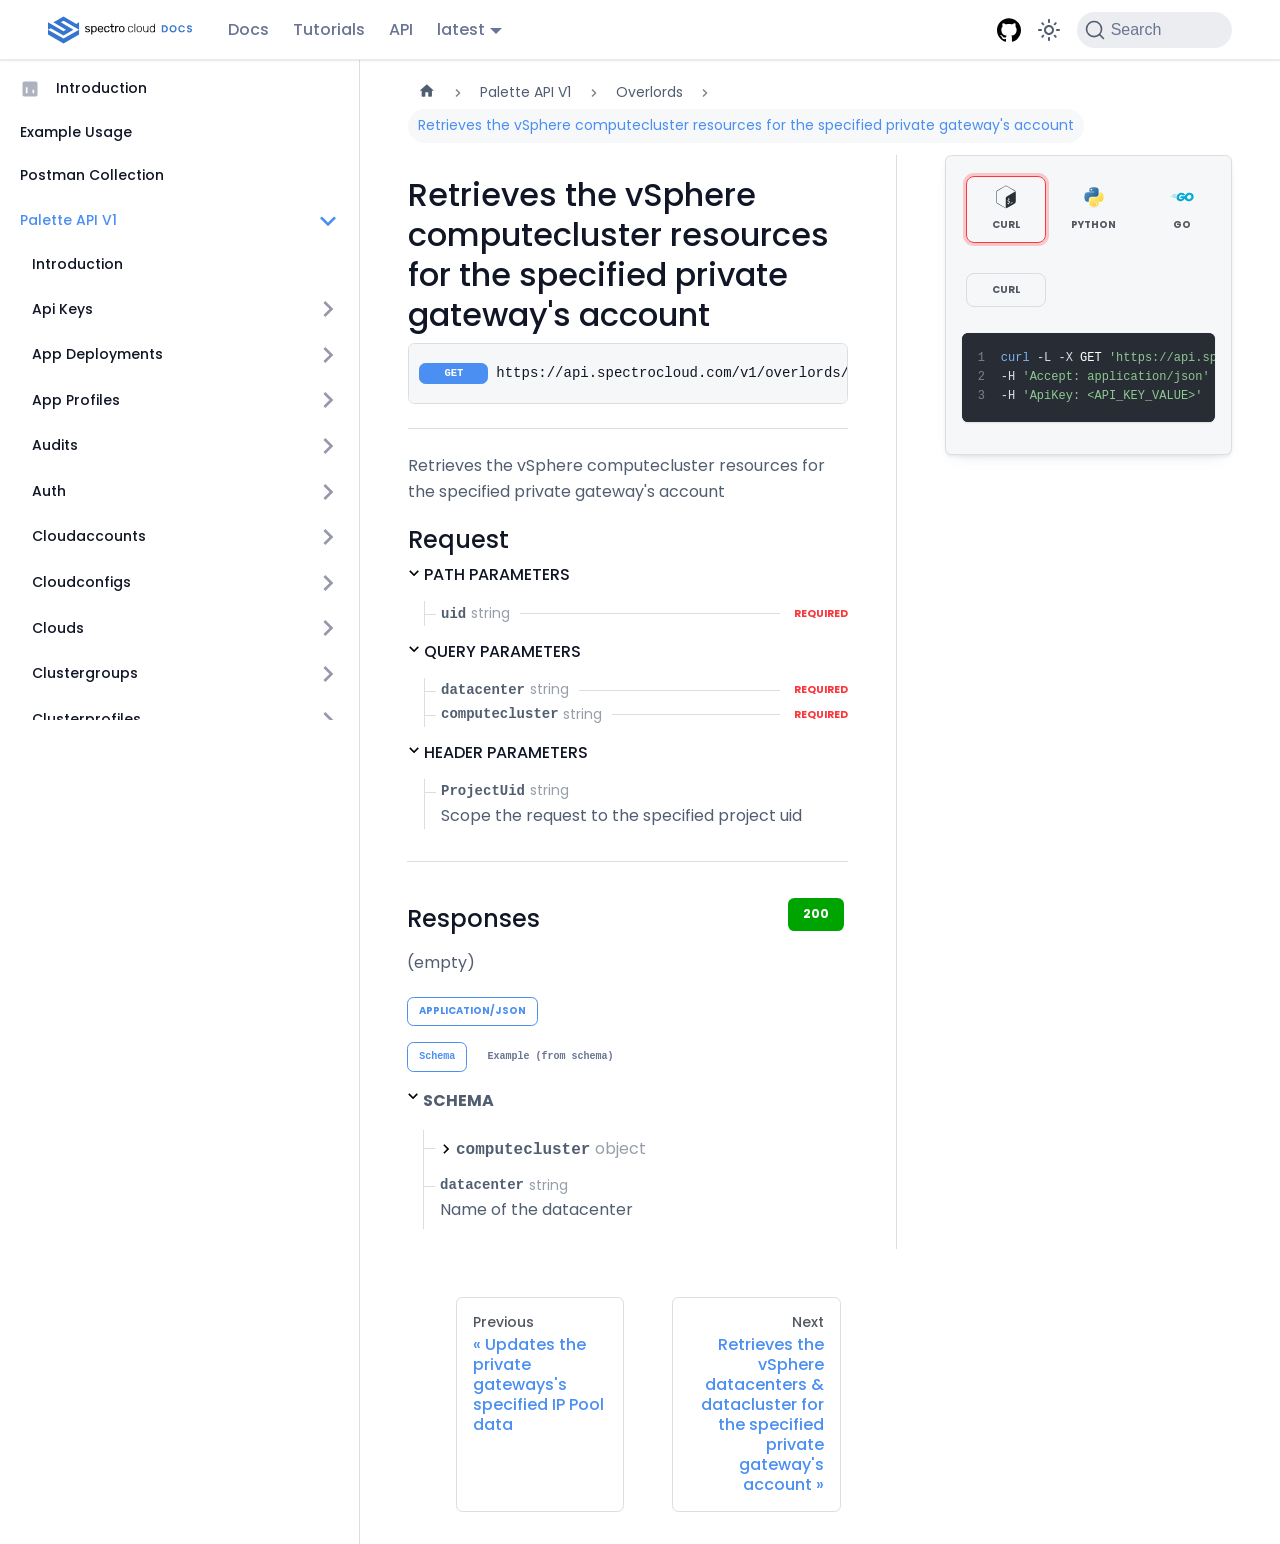 spectro cloud DOCS
Docs
Tutorials
API
latest
Search
Introduction
Example Usage
Postman Collection
Palette API V1
Introduction
Api Keys
App Deployments
App Profiles
Audits
Auth
Cloudaccounts
Cloudconfigs
Clouds
Clustergroups
Clusterprofiles
Palette API V1
Overlords
Retrieves the vSphere computecluster resources for the specified private gateway's account
Retrieves the vSphere
computecluster resources
for the specified private
gateway's account
GET https://api.spectrocloud.com/v1/overlords/
Retrieves the vSphere computecluster resources for
the specified private gateway's account
Request
PATH PARAMETERS
uid string REQUIRED
QUERY PARAMETERS
datacenter string REQUIRED
computecluster string REQUIRED
HEADER PARAMETERS
ProjectUid string
Scope the request to the specified project uid
Responses
200
(empty)
APPLICATION/JSON
Schema
Example (from schema)
SCHEMA
computecluster object
datacenter string
Name of the datacenter
CURL
PYTHON
GO
CURL
1 curl -L -X GET 'https://api.sp
2 -H 'Accept: application/json'
3 -H 'ApiKey: <API_KEY_VALUE>'
Previous
« Updates the
private
gateways's
specified IP Pool
data
Next
Retrieves the
vSphere
datacenters &
datacluster for
the specified
private
gateway's
account »